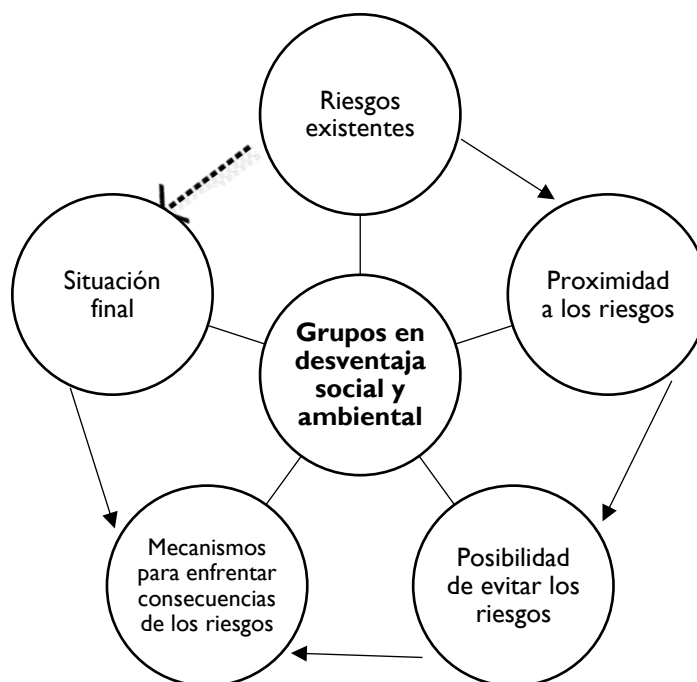 Riesgos
existentes
Situación
final
Proximidad
a los riesgos
Grupos en
desventaja
social y
ambiental
Mecanismos
para enfrentar
consecuencias
de los riesgos
Posibilidad
de evitar los
riesgos